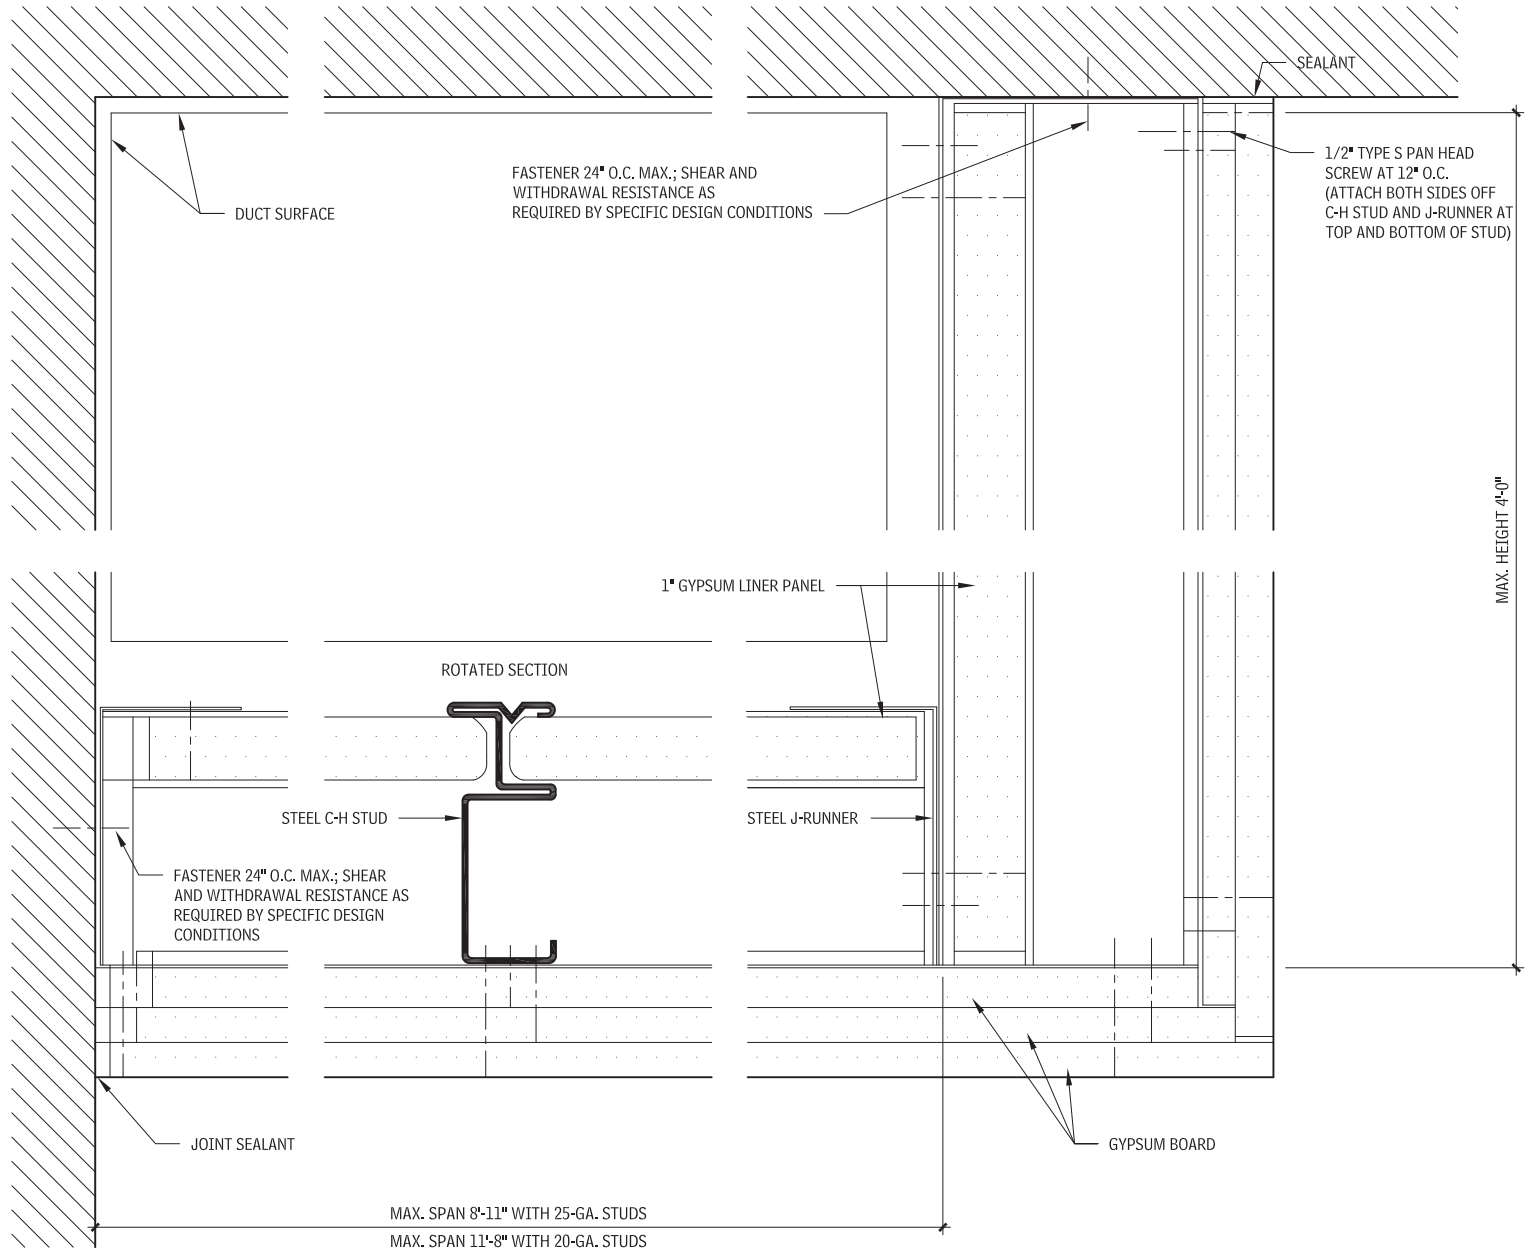 SEALANT
FASTENER 24" O.C. MAX.; SHEAR AND
WITHDRAWAL RESISTANCE AS
REQUIRED BY SPECIFIC DESIGN CONDITIONS
1/2" TYPE S PAN HEAD
SCREW AT 12" O.C.
(ATTACH BOTH SIDES OFF
C-H STUD AND J-RUNNER AT
TOP AND BOTTOM OF STUD)
DUCT SURFACE
MAX. HEIGHT 4'-0"
1" GYPSUM LINER PANEL
ROTATED SECTION
STEEL C-H STUD
STEEL J-RUNNER
FASTENER 24" O.C. MAX.; SHEAR
AND WITHDRAWAL RESISTANCE AS
REQUIRED BY SPECIFIC DESIGN
CONDITIONS
JOINT SEALANT
GYPSUM BOARD
MAX. SPAN 8'-11" WITH 25-GA. STUDS
MAX. SPAN 11'-8" WITH 20-GA. STUDS